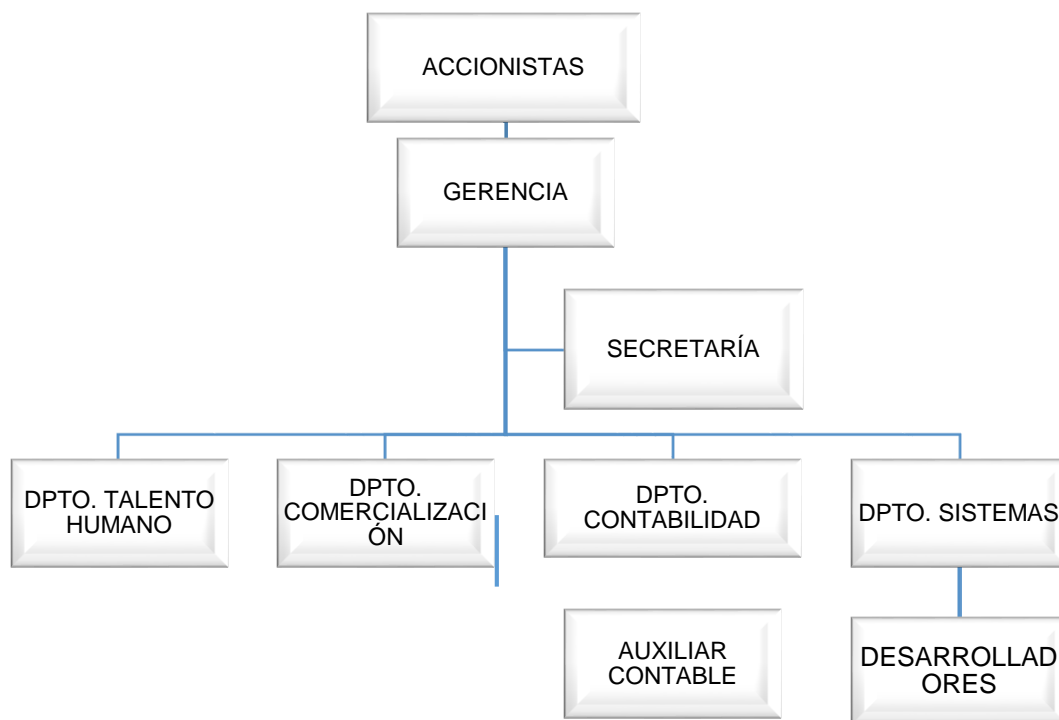 ACCIONISTAS
GERENCIA
SECRETARÍA
DPTO. TALENTO
HUMANO
DPTO.
COMERCIALIZACI
ÓN
DPTO.
CONTABILIDAD
DPTO. SISTEMAS
AUXILIAR
CONTABLE
DESARROLLAD
ORES